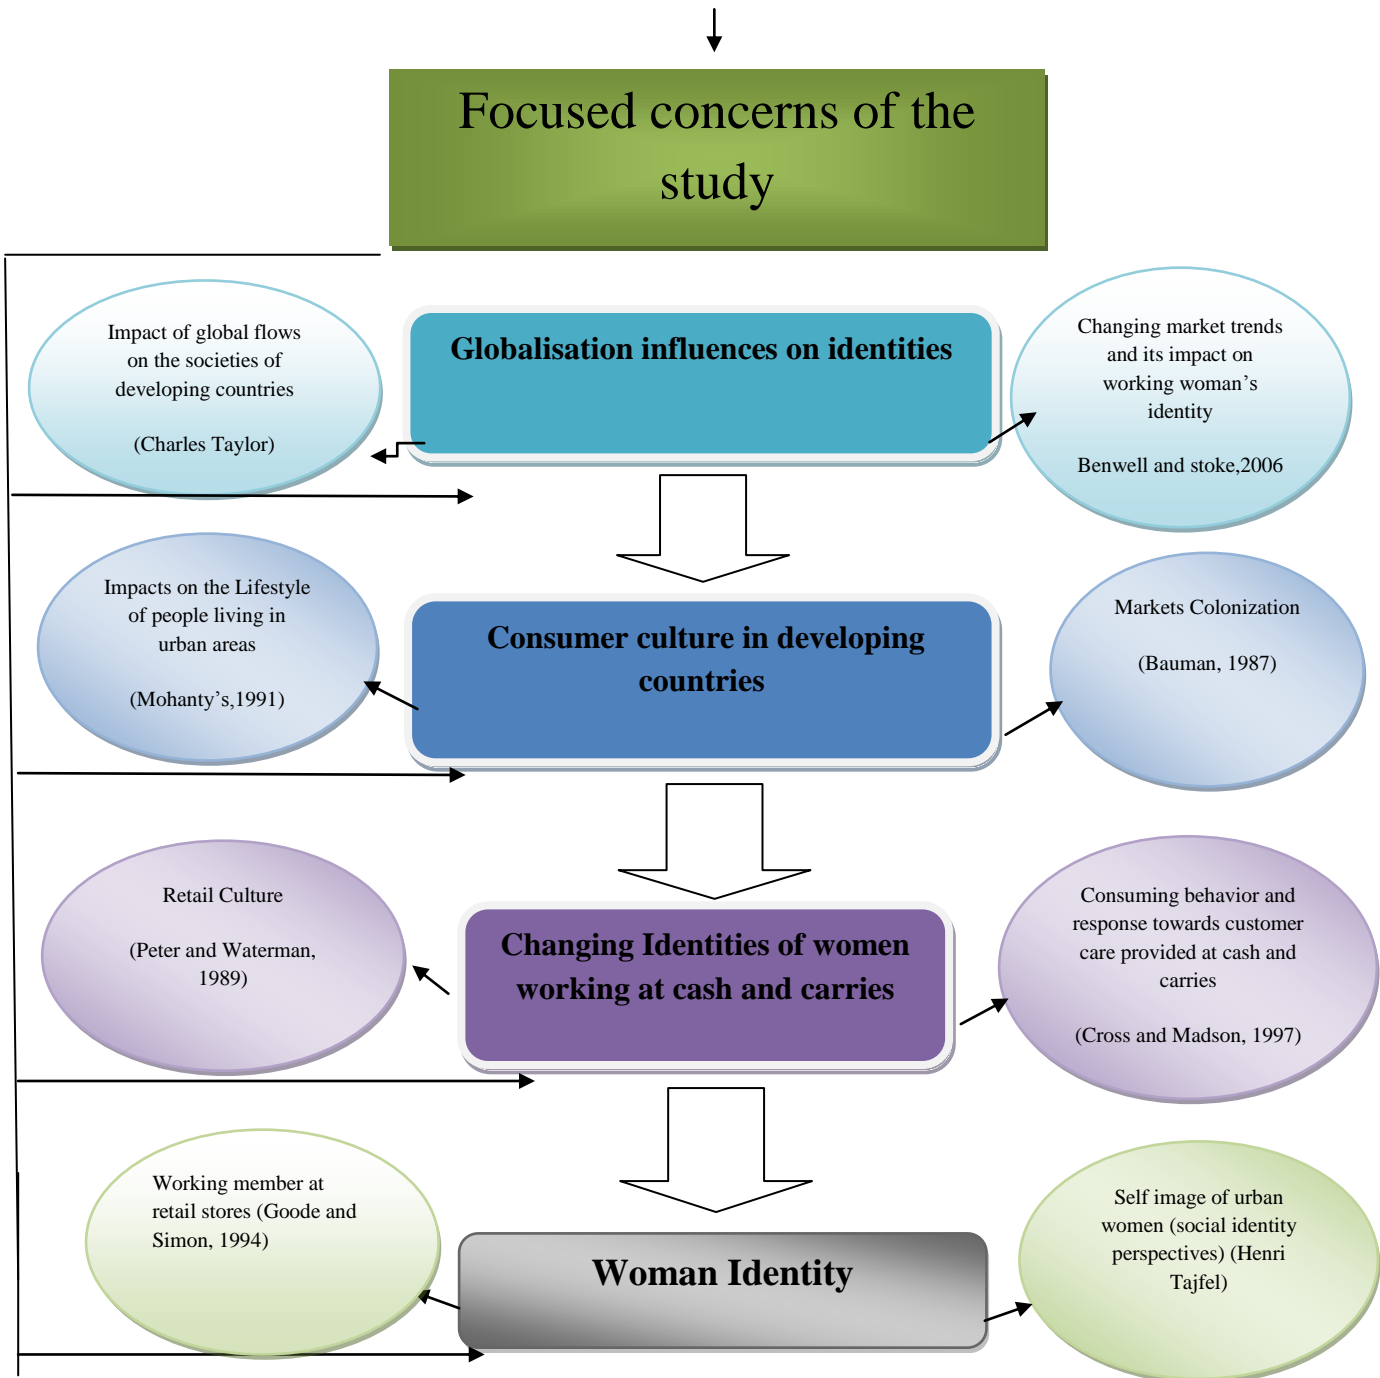 Focused concerns of the
study
Impact of global flows
on the societies of
developing countries
(Charles Taylor)
Globalisation influences on identities
Changing market trends
and its impact on
working woman's
identity
Benwell and stoke,2006
Impacts on the Lifestyle
of people living in
urban areas
(Mohanty's,1991)
Consumer culture in developing
countries
Markets Colonization
(Bauman, 1987)
Retail Culture
(Peter and Waterman,
1989)
Changing Identities of women
working at cash and carries
Consuming behavior and
response towards customer
care provided at cash and
carries
(Cross and Madson, 1997)
Working member at
retail stores (Goode and
Simon, 1994)
Woman Identity
Self image of urban
women (social identity
perspectives) (Henri
Tajfel)